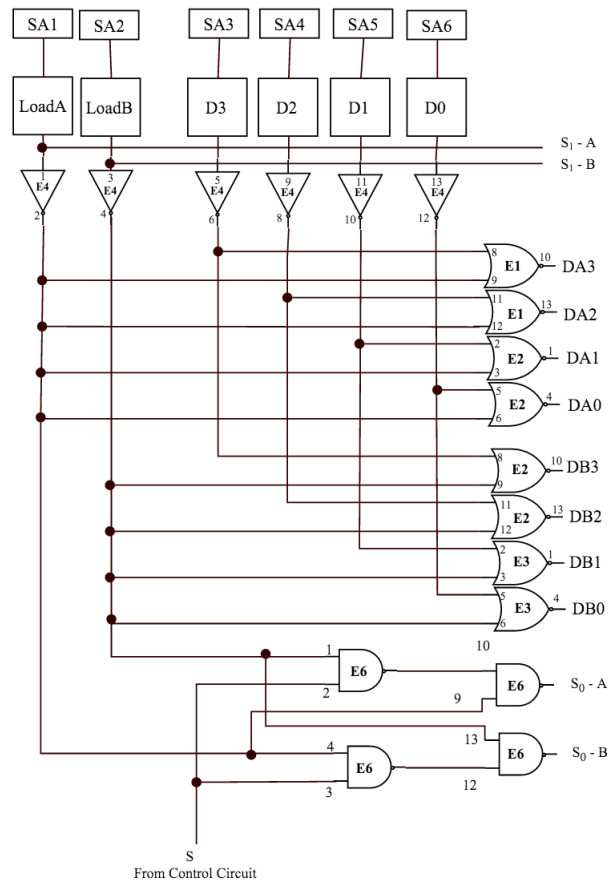 SA1 SA2 SA3 SA4 SA5 SA6
LoadA LoadB D3 D2 D1 D0
S1 - A
S1 - B
1 3 5 9 11 13
E4 E4 E4 E4 E4 E4
2 4 6 8 10 12
8 E1 10 DA3
9
11 E1 13 DA2
12
2 E2 1 DA1
3
5 E2 4 DA0
6
8 E2 10 DB3
9
11 E2 13 DB2
12
2 E3 1 DB1
3
5 E3 4 DB0
6
1 E6 10
2 9 E6 S0 - A
4 E6 13 E6 S0 - B
3 12
S
From Control Circuit